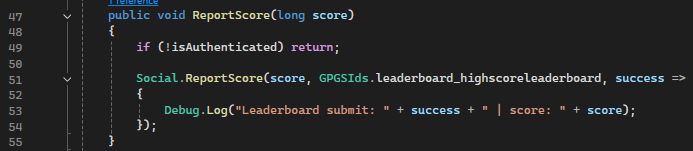 1 reference
47 public void ReportScore(long score)
48 {
49 if (!isAuthenticated) return;
50
51 Social.ReportScore(score, GPGSIds.leaderboard_highscoreleaderboard, success =>
52 {
53 Debug.Log("Leaderboard submit: " + success + " | score: " + score);
54 });
55 }